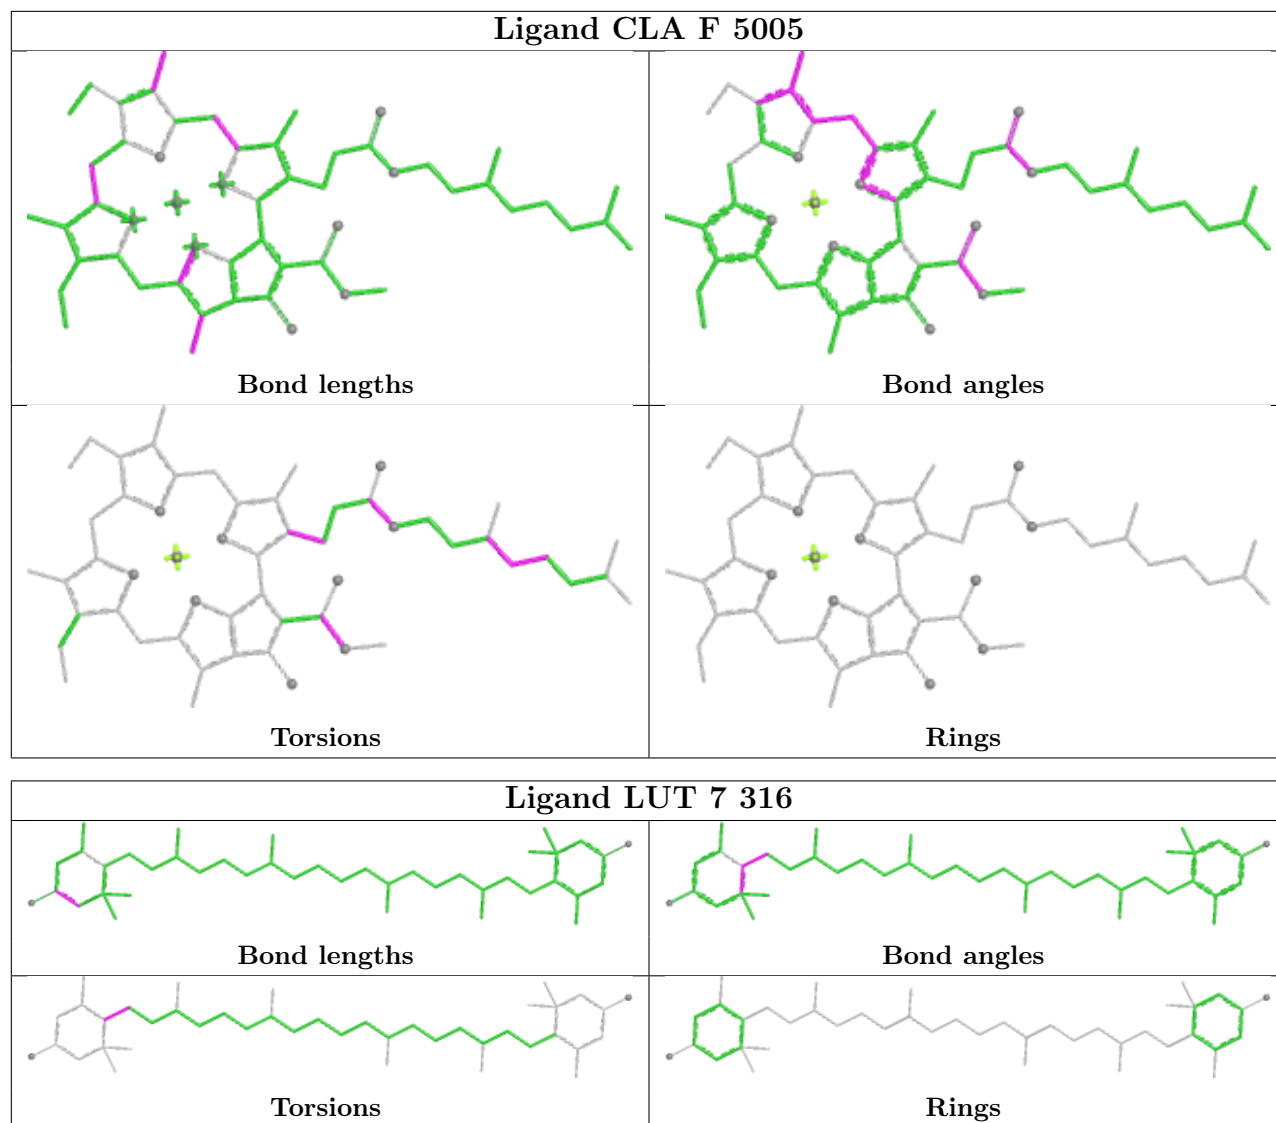 Ligand CLA F 5005
Bond lengths
Bond angles
Torsions
Rings
Ligand LUT 7 316
Bond lengths
Bond angles
Torsions
Rings